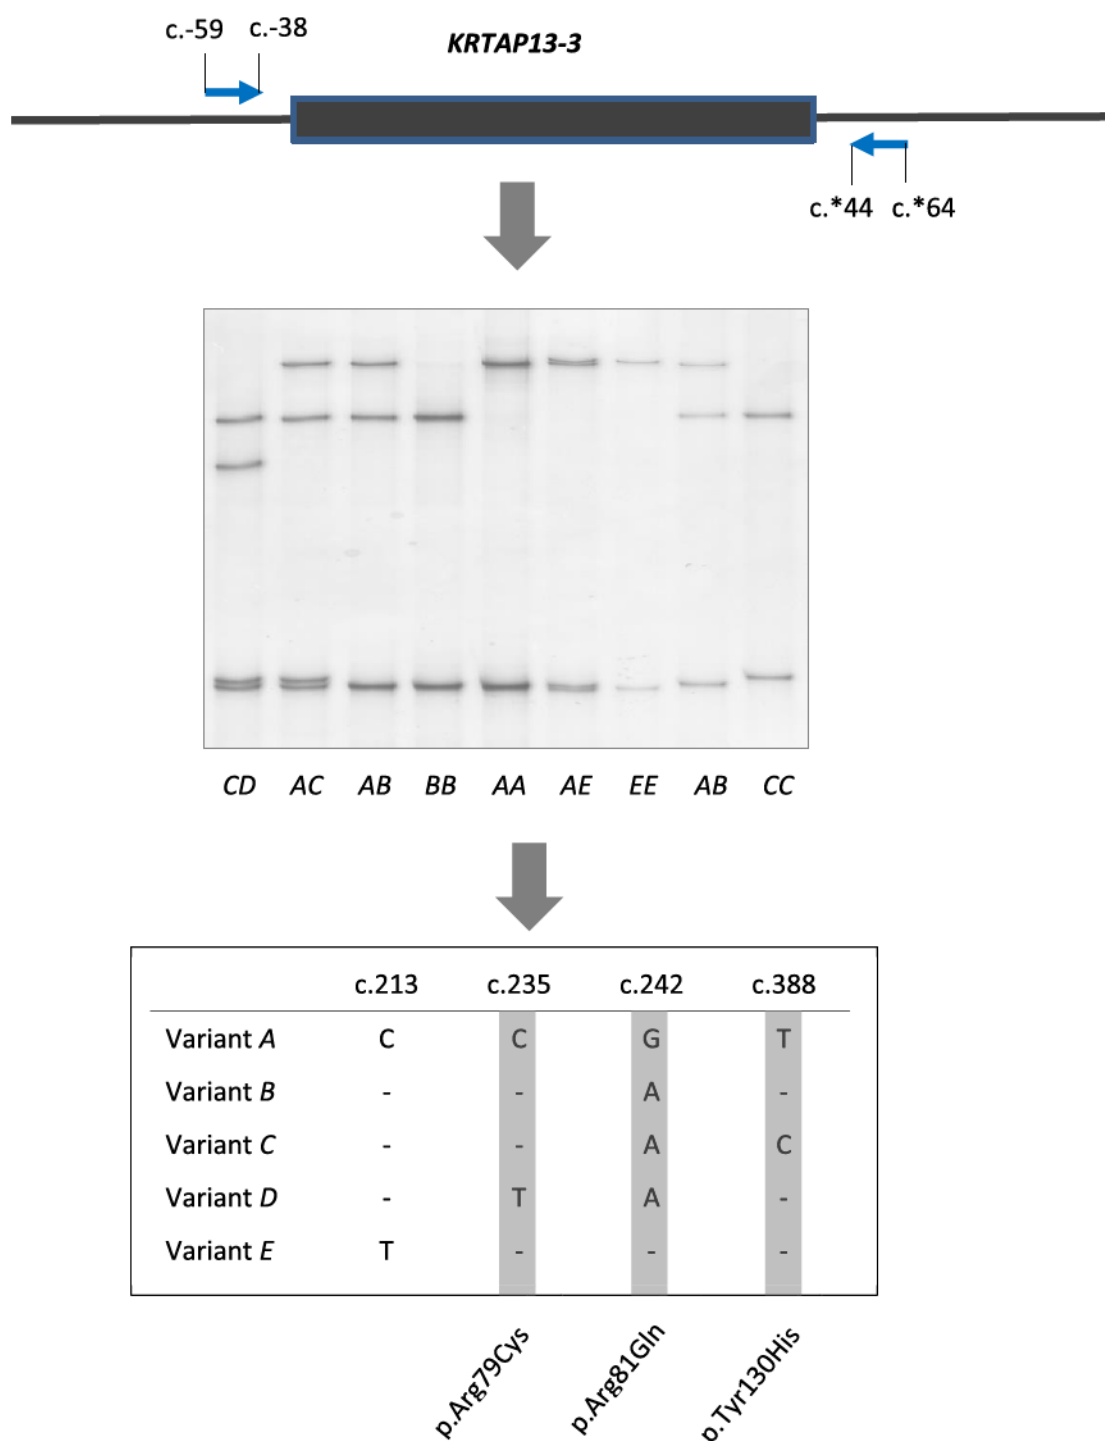 c.-59 c.-38 KRTAP13-3
c.*44 c.*64
CD AC AB BB AA AE EE AB CC
c.213 c.235 c.242 c.388
Variant A C C G T
Variant B - - A -
Variant C - - A C
Variant D - T A -
Variant E T - - -
p.Arg79Cys p.Arg81Gln p.Tyr130His